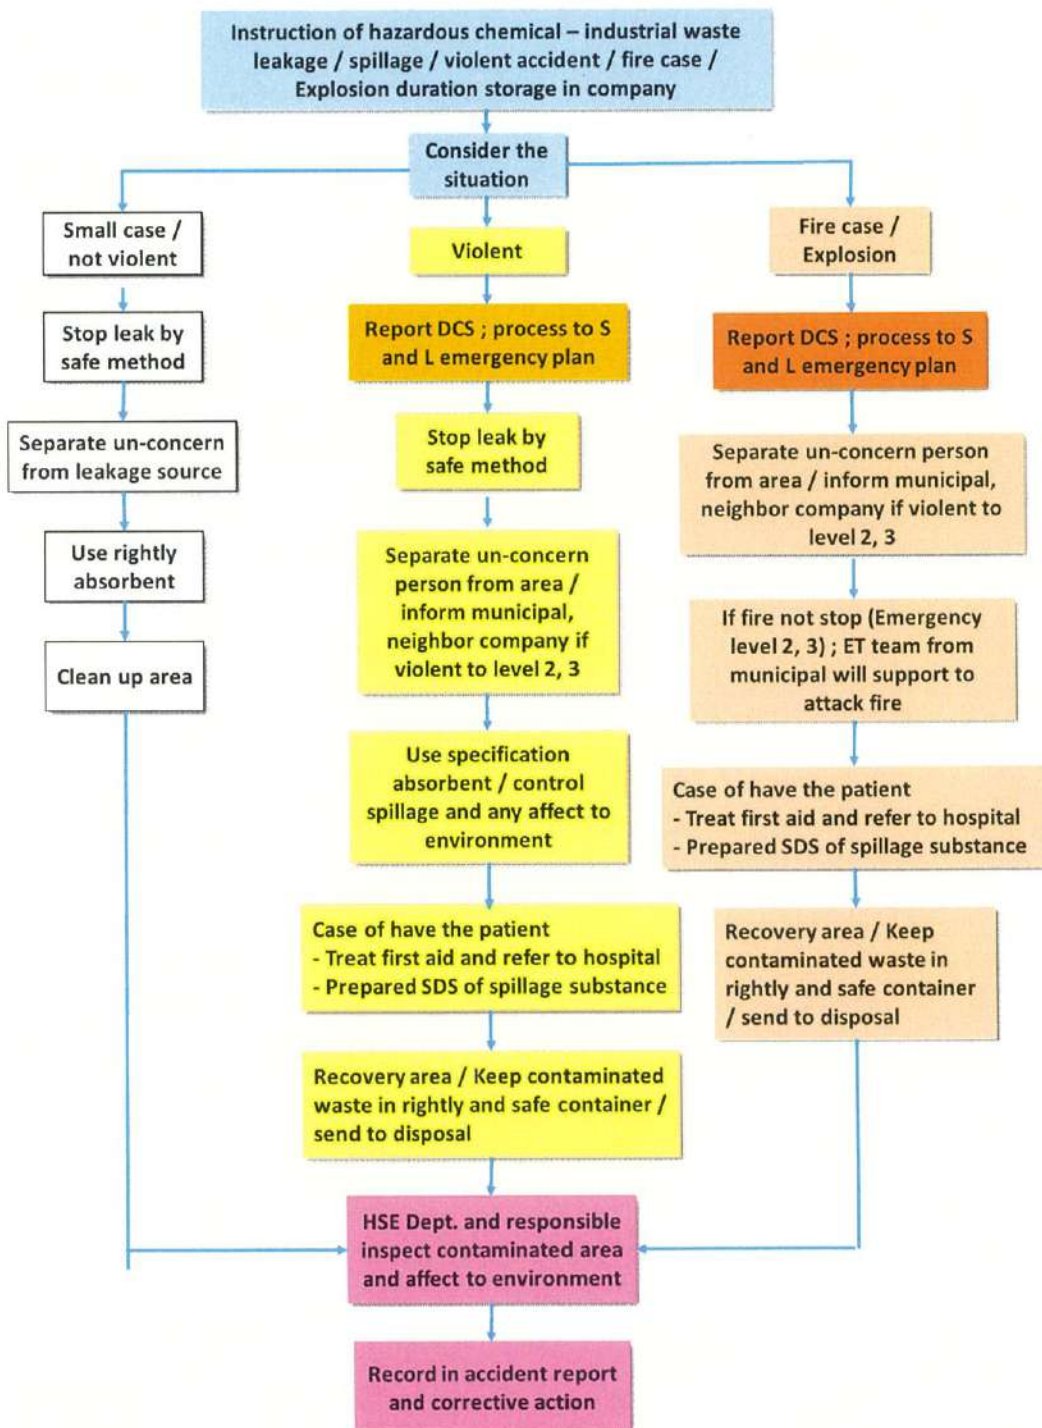 Instruction of hazardous chemical – industrial waste
leakage / spillage / violent accident / fire case /
Explosion duration storage in company
Consider the
situation
Small case /
not violent
Stop leak by
safe method
Separate un-concern
from leakage source
Use rightly
absorbent
Clean up area
Violent
Report DCS ; process to S
and L emergency plan
Stop leak by
safe method
Separate un-concern
person from area /
inform municipal,
neighbor company if
violent to level 2, 3
Use specification
absorbent / control
spillage and any affect to
environment
Case of have the patient
- Treat first aid and refer to hospital
- Prepared SDS of spillage substance
Recovery area / Keep contaminated
waste in rightly and safe container /
send to disposal
Fire case /
Explosion
Report DCS ; process to S
and L emergency plan
Separate un-concern person
from area / inform municipal,
neighbor company if violent to
level 2, 3
If fire not stop (Emergency
level 2, 3) ; ET team from
municipal will support to
attack fire
Case of have the patient
- Treat first aid and refer to hospital
- Prepared SDS of spillage substance
Recovery area / Keep
contaminated waste in
rightly and safe container
/ send to disposal
HSE Dept. and responsible
inspect contaminated area
and affect to environment
Record in accident report
and corrective action